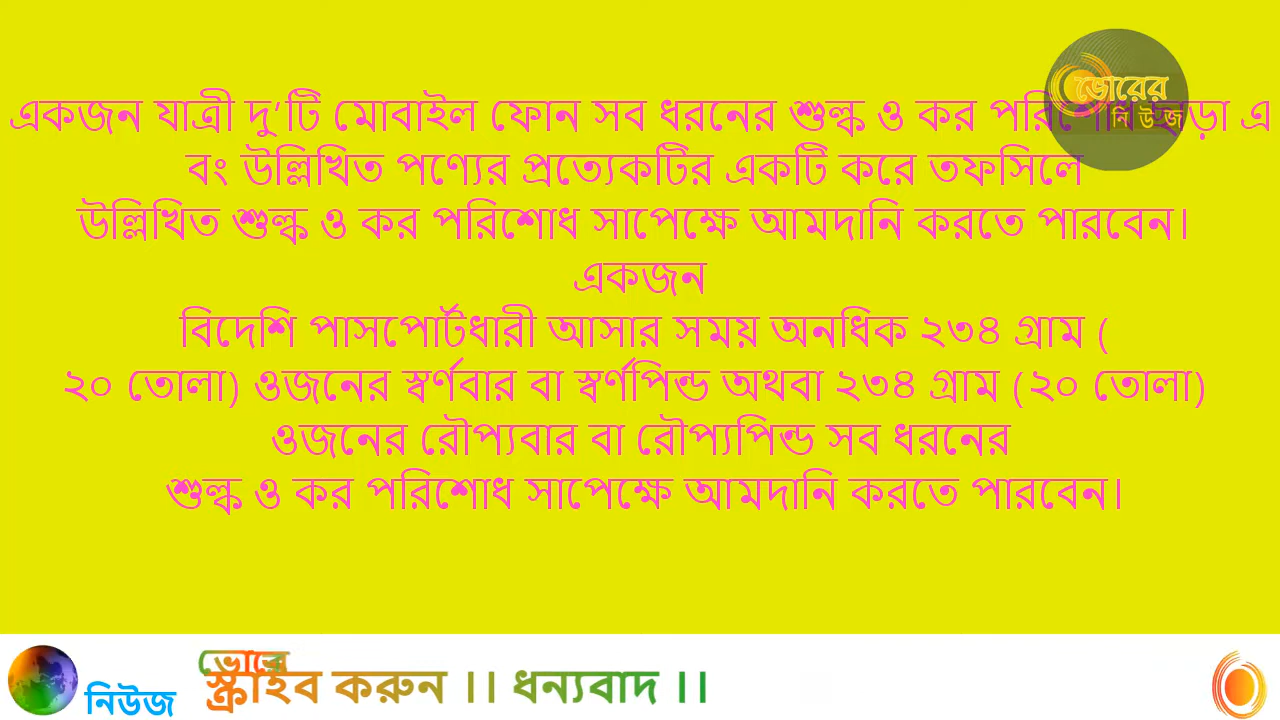 একজন যাত্রী দু’টি মোবাইল ফোন সব ধরনের শুল্ক ও কর পরিশোধ ছাড়া এ
বং উল্লিখিত পণ্যের প্রত্যেকটির একটি করে তফসিলে
উল্লিখিত শুল্ক ও কর পরিশোধ সাপেক্ষে আমদানি করতে পারবেন।
একজন
বিদেশি পাসপোর্টধারী আসার সময় অনধিক ২৩৪ গ্রাম (
২০ তোলা) ওজনের স্বর্ণবার বা স্বর্ণপিন্ড অথবা ২৩৪ গ্রাম (২০ তোলা)
ওজনের রৌপ্যবার বা রৌপ্যপিন্ড সব ধরনের
শুল্ক ও কর পরিশোধ সাপেক্ষে আমদানি করতে পারবেন।
ভোরের
নিউজ
নিউজ
স্ক্রাইব করুন ।। ধন্যবাদ ।।